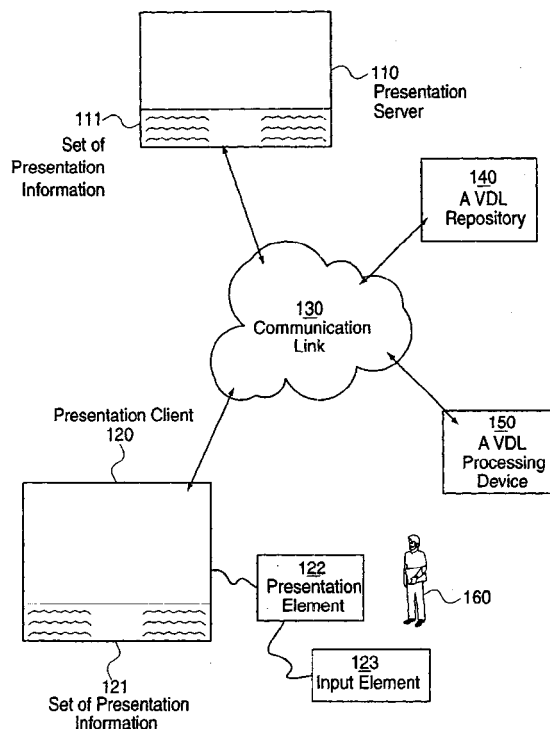 110
Presentation
Server
111
Set of
Presentation
Information
140
A VDL
Repository
130
Communication
Link
150
A VDL
Processing
Device
Presentation Client
120
122
Presentation
Element
160
123
Input Element
121
Set of Presentation
Information